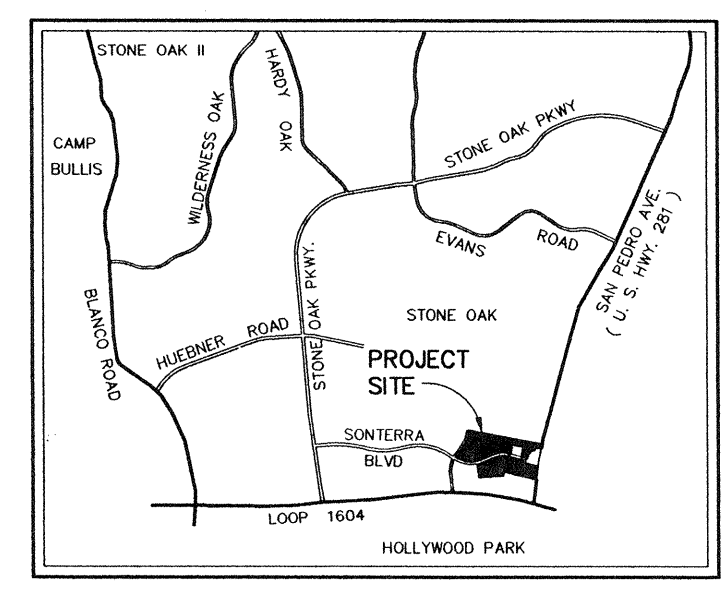 STONE OAK II
HARDY
OAK
CAMP
BULLIS
WILDERNESS OAK
STONE OAK PKWY
EVANS
ROAD
SAN PEDRO AVE.
( U. S. HWY. 281 )
STONE OAK PKWY.
BLANCO ROAD
HUEBNER
ROAD
STONE OAK
PROJECT
SITE
SONTERRA
BLVD
LOOP 1604
HOLLYWOOD PARK